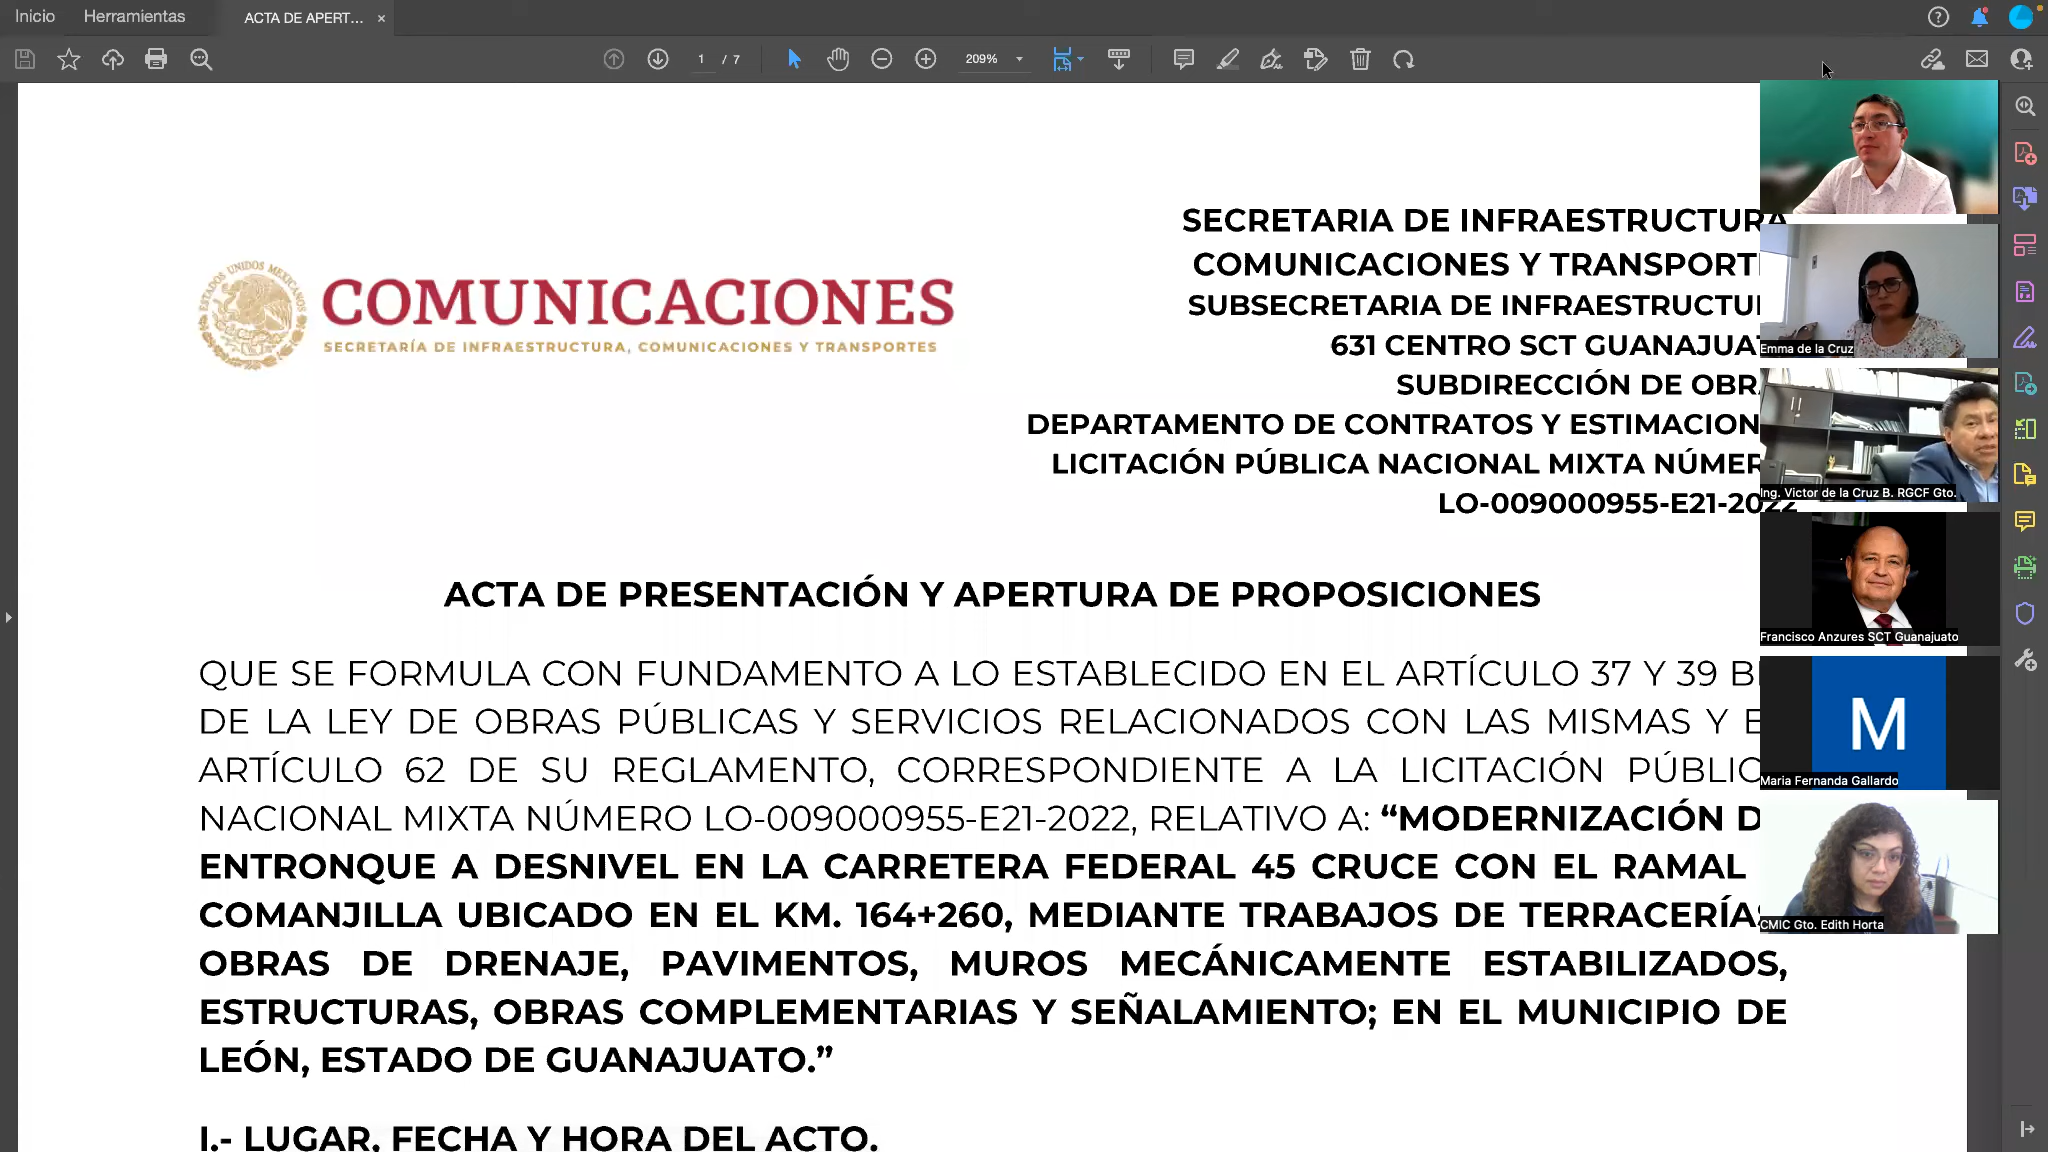 Inicio
Herramientas
ACTA DE APERT...
1 / 7
209%
ESTADOS UNIDOS MEXICANOS
COMUNICACIONES
SECRETARÍA DE INFRAESTRUCTURA, COMUNICACIONES Y TRANSPORTES
SECRETARIA DE INFRAESTRUCTURA
COMUNICACIONES Y TRANSPORT
SUBSECRETARIA DE INFRAESTRUCTU
631 CENTRO SCT GUANAJUA
SUBDIRECCIÓN DE OBRA
DEPARTAMENTO DE CONTRATOS Y ESTIMACION
LICITACIÓN PÚBLICA NACIONAL MIXTA NÚMER
LO-009000955-E21-2022
ACTA DE PRESENTACIÓN Y APERTURA DE PROPOSICIONES
QUE SE FORMULA CON FUNDAMENTO A LO ESTABLECIDO EN EL ARTÍCULO 37 Y 39 B
DE LA LEY DE OBRAS PÚBLICAS Y SERVICIOS RELACIONADOS CON LAS MISMAS Y E
ARTÍCULO 62 DE SU REGLAMENTO, CORRESPONDIENTE A LA LICITACIÓN PÚBLIC
NACIONAL MIXTA NÚMERO LO-009000955-E21-2022, RELATIVO A: “MODERNIZACIÓN D
ENTRONQUE A DESNIVEL EN LA CARRETERA FEDERAL 45 CRUCE CON EL RAMAL
COMANJILLA UBICADO EN EL KM. 164+260, MEDIANTE TRABAJOS DE TERRACERÍAS
OBRAS DE DRENAJE, PAVIMENTOS, MUROS MECÁNICAMENTE ESTABILIZADOS,
ESTRUCTURAS, OBRAS COMPLEMENTARIAS Y SEÑALAMIENTO; EN EL MUNICIPIO DE
LEÓN, ESTADO DE GUANAJUATO.”
I.- LUGAR, FECHA Y HORA DEL ACTO.
Emma de la Cruz
Ing. Victor de la Cruz B. RGCF Gto.
Francisco Anzures SCT Guanajuato
M
Maria Fernanda Gallardo
CMIC Gto. Edith Horta